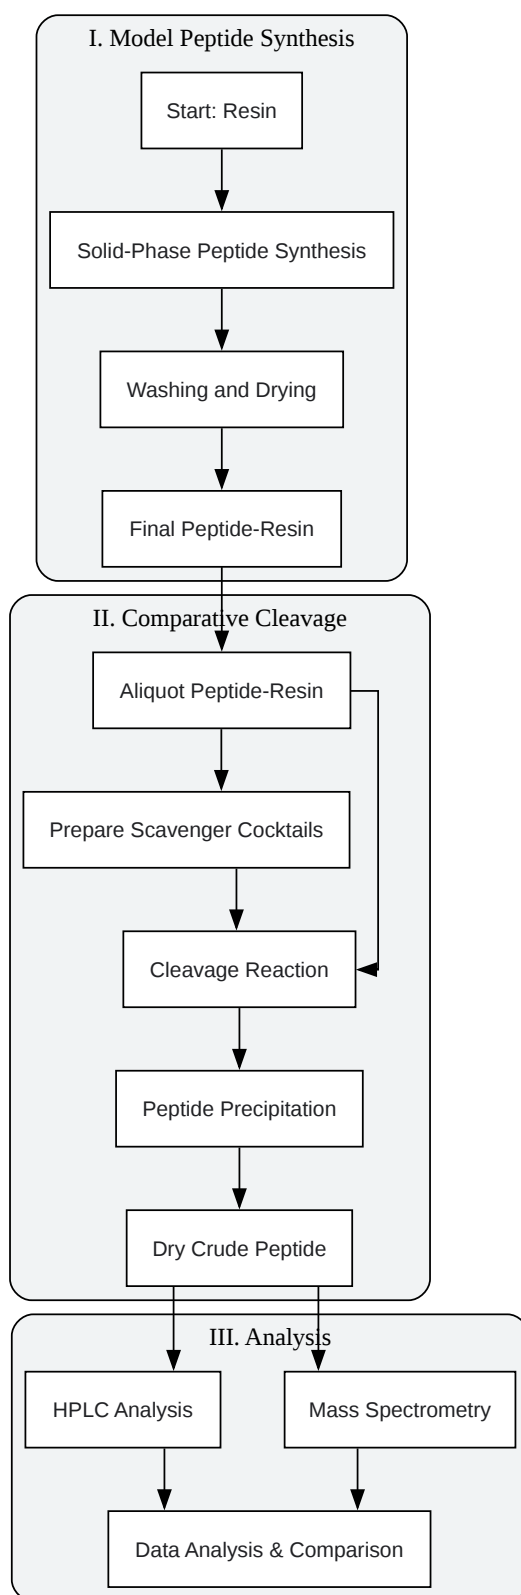 I. Model Peptide Synthesis
Start: Resin
Solid-Phase Peptide Synthesis
Washing and Drying
Final Peptide-Resin
II. Comparative Cleavage
Aliquot Peptide-Resin
Prepare Scavenger Cocktails
Cleavage Reaction
Peptide Precipitation
Dry Crude Peptide
III. Analysis
HPLC Analysis
Mass Spectrometry
Data Analysis & Comparison